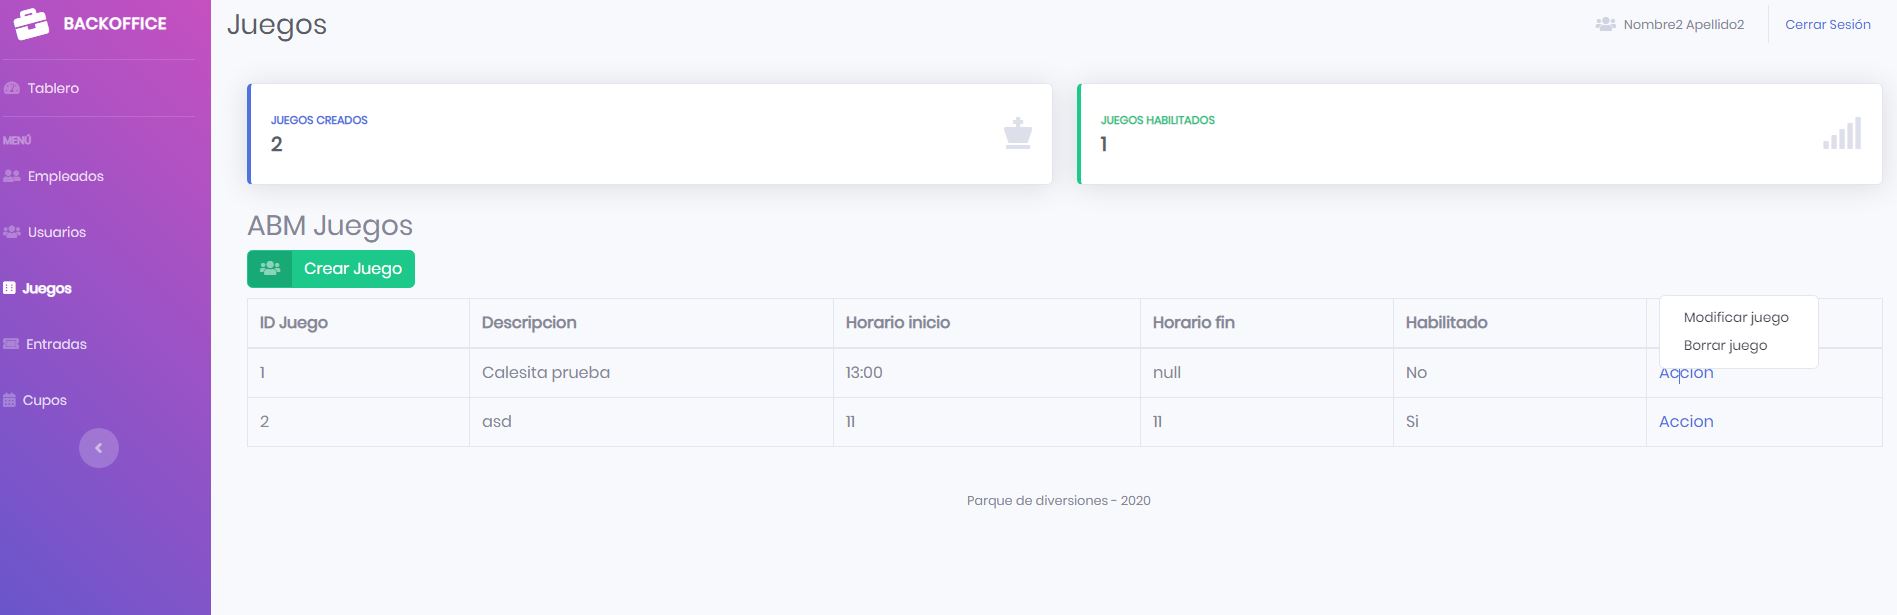 BACKOFFICE
Juegos
Nombre2 Apellido2
Cerrar Sesión
Tablero
MENÚ
Empleados
Usuarios
Juegos
Entradas
Cupos
JUEGOS CREADOS
2
JUEGOS HABILITADOS
1
ABM Juegos
Crear Juego
ID Juego Descripcion Horario inicio Horario fin Habilitado
Modificar juego
Borrar juego
1 Calesita prueba 13:00 null No Accion
2 asd 11 11 Si Accion
Parque de diversiones - 2020